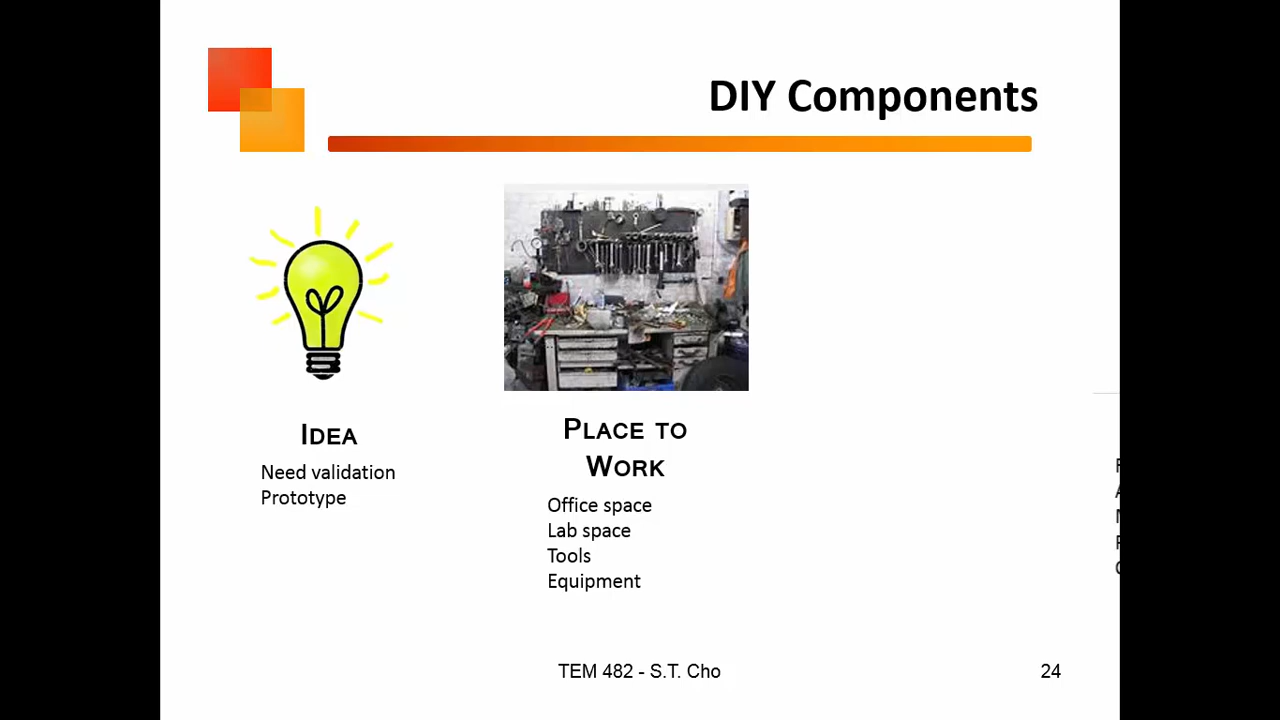 DIY Components
IDEA
Need validation
Prototype
PLACE TO
WORK
Office space
Lab space
Tools
Equipment
TEM 482 - S.T. Cho
24